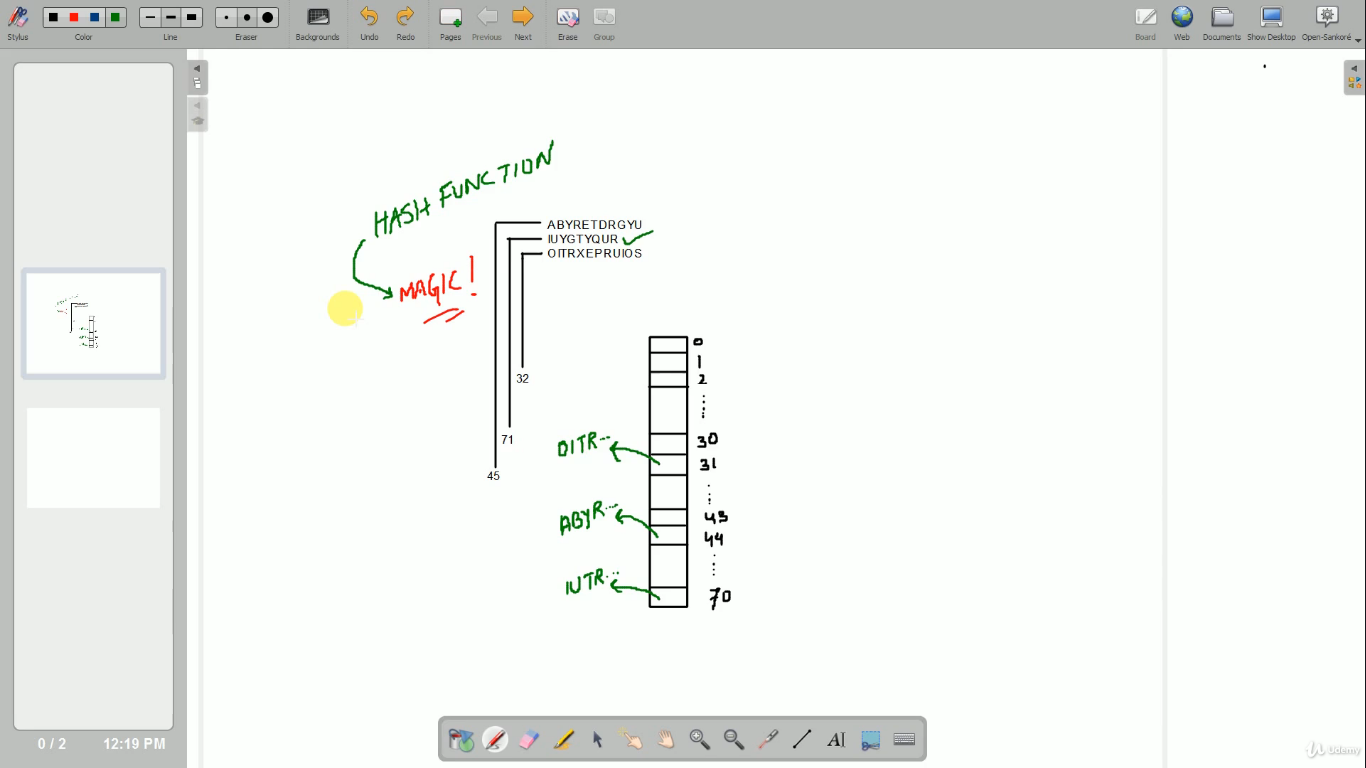 Stylus
Color
Line
Eraser
Backgrounds
Undo
Redo
Pages
Previous
Next
Erase
Group
Board
Web
Documents
Show Desktop
Open-Sankoré
HASH FUNCTION
MAGIC!
ABYRETDRGYU
IUYGTYQUR
OITRXEPRUIOS
32
71
45
0
1
2
30
31
43
44
70
OITR...
ABYR...
IUTR...
0 / 2 12:19 PM
AI
Udemy